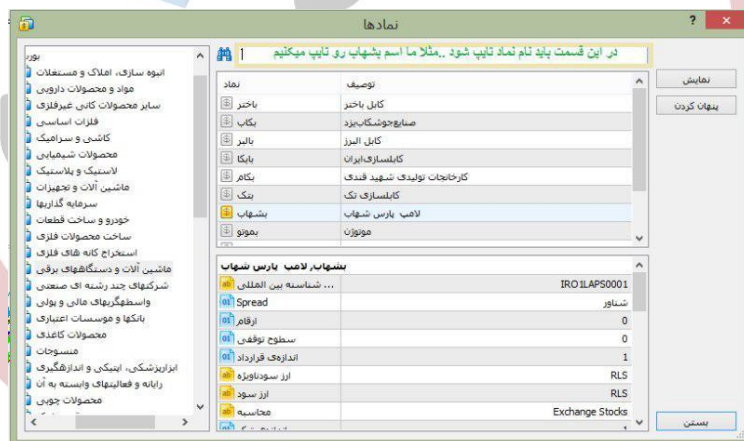 نمادها
در این قسمت باید نام نماد تایپ شود ..مثلا ما اسم بشهاب رو تایپ میکنیم
نمایش
پنهان کردن
بورس
انبوه سازی، املاک و مستغلات
مواد و محصولات دارویی
سایر محصولات کانی غیرفلزی
فلزات اساسی
کاشی و سرامیک
محصولات شیمیایی
لاستیک و پلاستیک
ماشین آلات و تجهیزات
سرمایه گذاریها
خودرو و ساخت قطعات
ساخت محصولات فلزی
استخراج کانه های فلزی
ماشین آلات و دستگاههای برقی
شرکتهای چند رشته ای صنعتی
واسطهگریهای مالی و پولی
بانکها و موسسات اعتباری
محصولات کاغذی
منسوجات
ابزارپزشکی، اپتیکی و اندازهگیری
رایانه و فعالیتهای وابسته به آن
محصولات چوبی
نماد توصیف
باختر کابل باختر
بکاب صنایع‌جوشکاب‌یزد
بالبر کابل البرز
بایکا کابلسازی‌ایران
بکام کارخانجات تولیدی شهید قندی
بتک کابلسازی تک
بشهاب لامپ پارس شهاب
بموتو موتوژن
بشهاب, لامپ پارس شهاب
شناسه بین المللی ... IRO1LAPS0001
Spread شناور
ارقام 0
سطوح توقفی 0
اندازه‌ی قرارداد 1
ارز سودناویژه RLS
ارز سود RLS
محاسبه Exchange Stocks
بستن